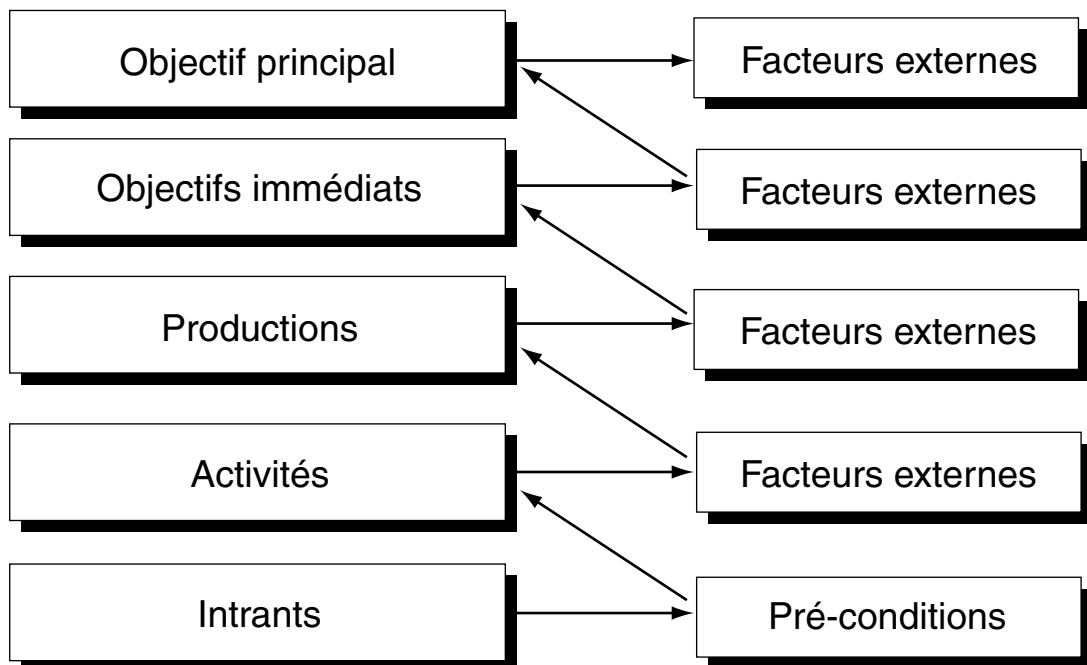 Objectif principal
Facteurs externes
Objectifs immédiats
Facteurs externes
Productions
Facteurs externes
Activités
Facteurs externes
Intrants
Pré-conditions